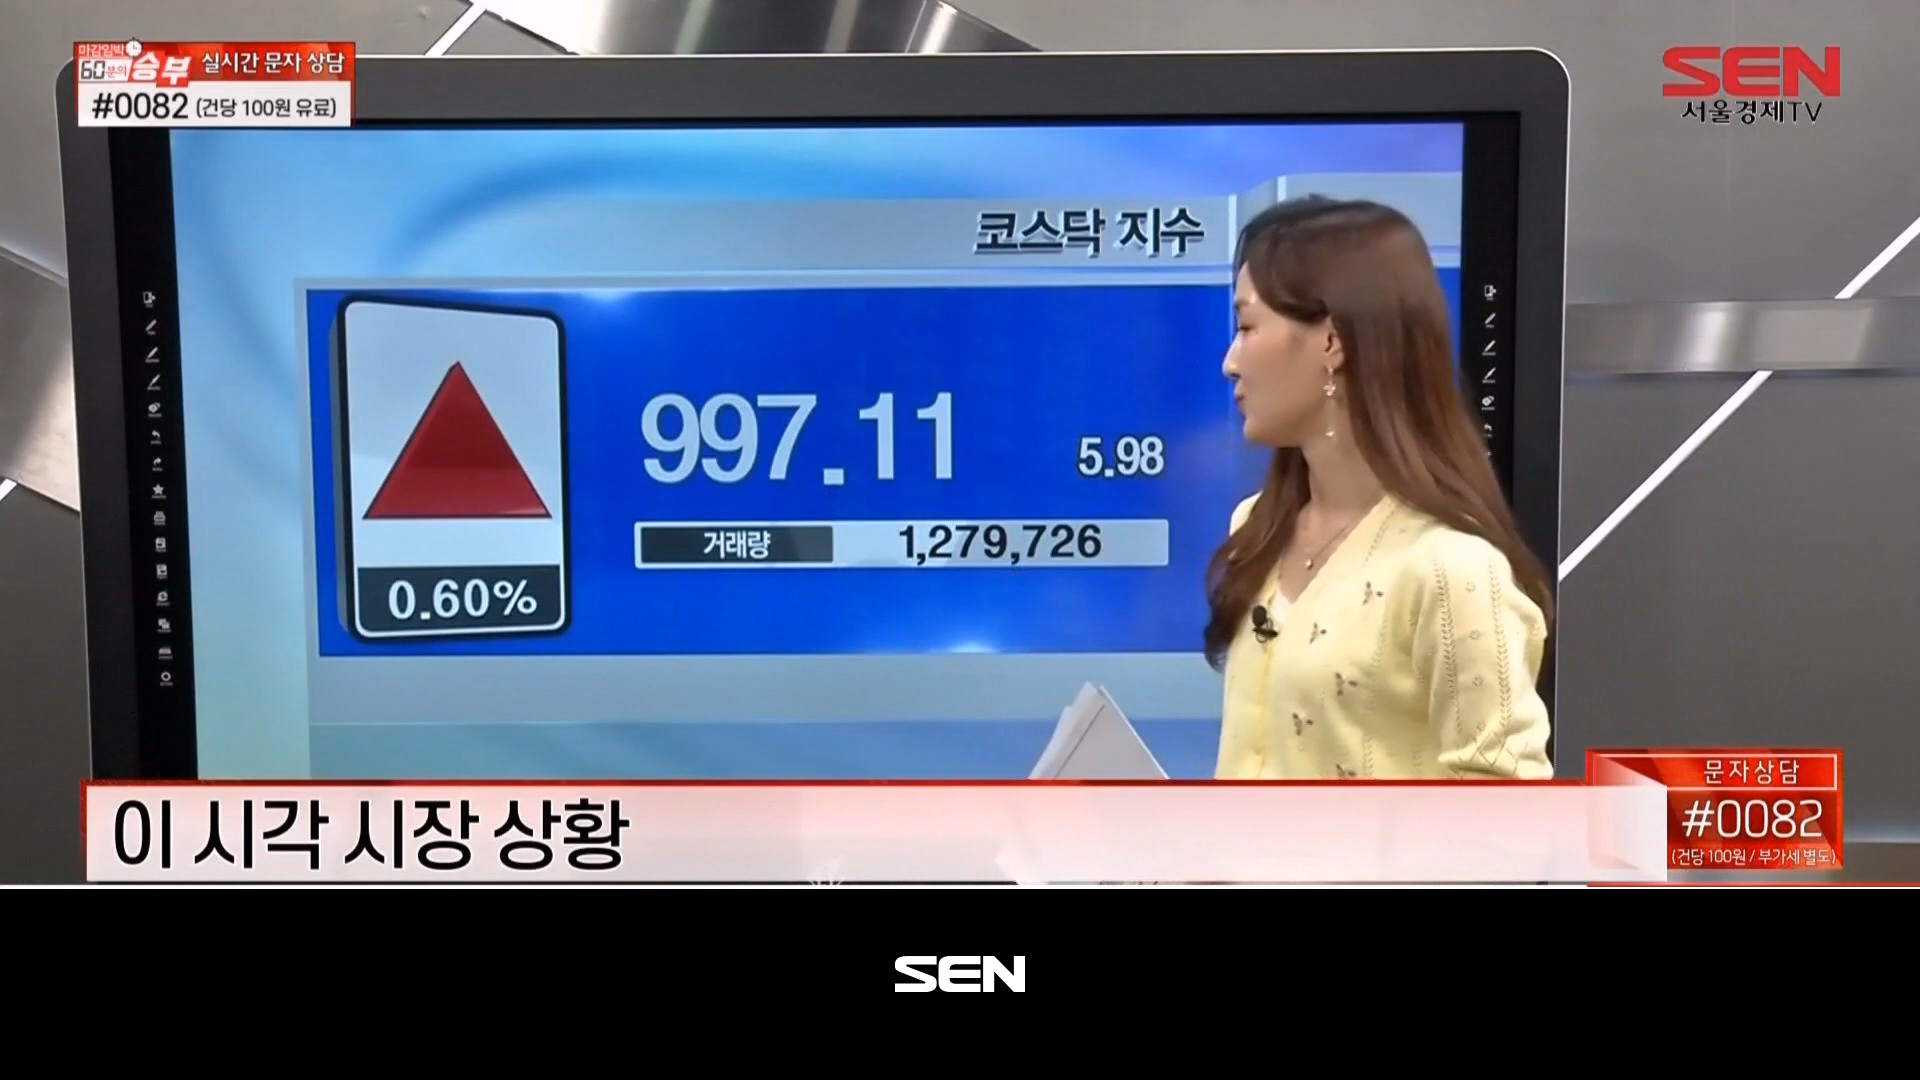 마감임박
60분의 승부
실시간 문자 상담
#0082 (건당 100원 유료)
SEN
서울경제TV
코스닥 지수
997.11
5.98
거래량 1,279,726
0.60%
이 시각 시장 상황
문자상담
#0082
(건당 100원 / 부가세 별도)
SEN